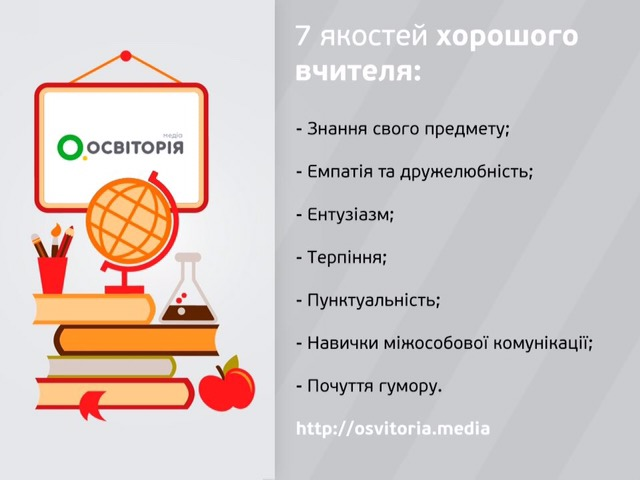 медіа
ОСВІТОРІЯ
7 якостей хорошого
вчителя:
- Знання свого предмету;
- Емпатія та дружелюбність;
- Ентузіазм;
- Терпіння;
- Пунктуальність;
- Навички міжособової комунікації;
- Почуття гумору.
http://osvitoria.media